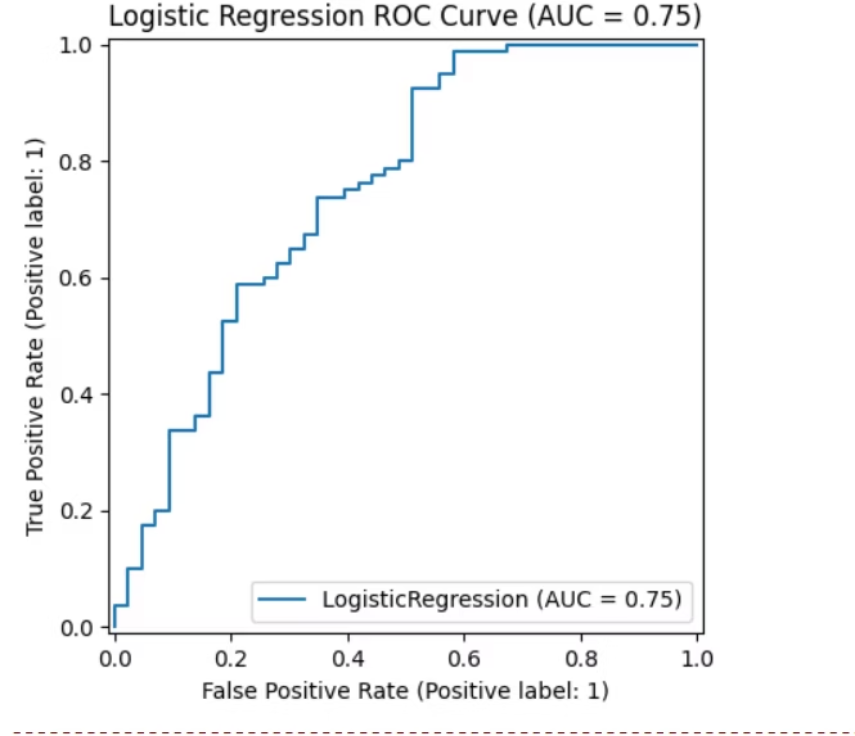 Logistic Regression ROC Curve (AUC = 0.75)
1.0
0.8
0.6
0.4
0.2
0.0
True Positive Rate (Positive label: 1)
LogisticRegression (AUC = 0.75)
0.0 0.2 0.4 0.6 0.8 1.0
False Positive Rate (Positive label: 1)